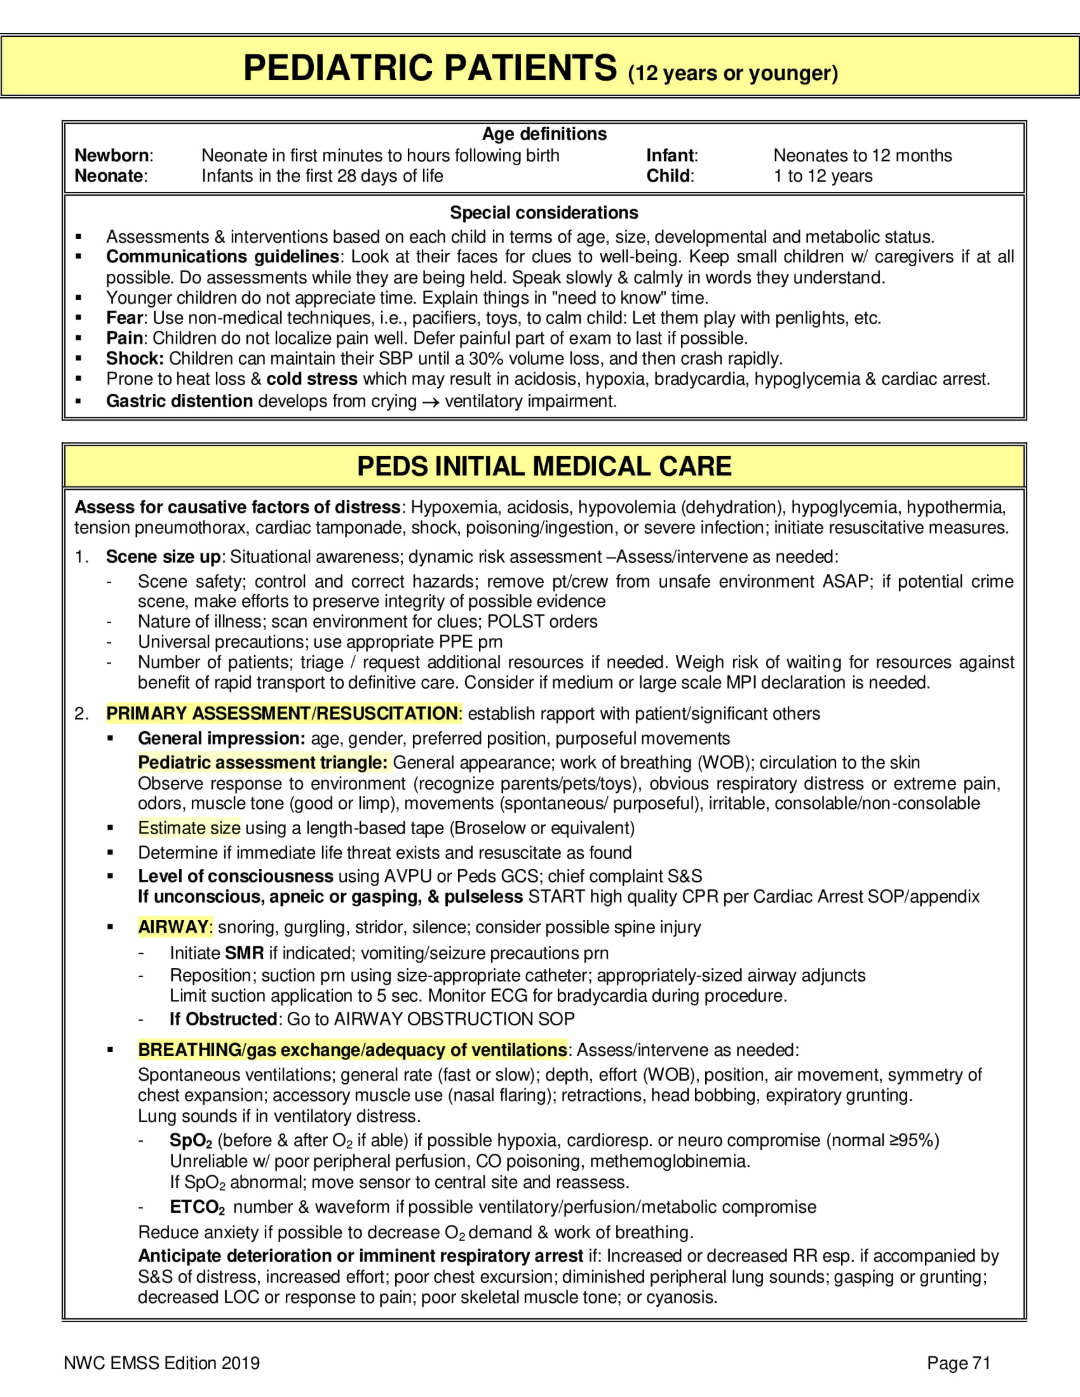 PEDIATRIC PATIENTS (12 years or younger)
Age definitions
Newborn: Neonate in first minutes to hours following birth Infant: Neonates to 12 months
Neonate: Infants in the first 28 days of life Child: 1 to 12 years
Special considerations
▪ Assessments & interventions based on each child in terms of age, size, developmental and metabolic status.
▪ Communications guidelines: Look at their faces for clues to well-being. Keep small children w/ caregivers if at all
possible. Do assessments while they are being held. Speak slowly & calmly in words they understand.
▪ Younger children do not appreciate time. Explain things in "need to know" time.
▪ Fear: Use non-medical techniques, i.e., pacifiers, toys, to calm child: Let them play with penlights, etc.
▪ Pain: Children do not localize pain well. Defer painful part of exam to last if possible.
▪ Shock: Children can maintain their SBP until a 30% volume loss, and then crash rapidly.
▪ Prone to heat loss & cold stress which may result in acidosis, hypoxia, bradycardia, hypoglycemia & cardiac arrest.
▪ Gastric distention develops from crying → ventilatory impairment.
PEDS INITIAL MEDICAL CARE
Assess for causative factors of distress: Hypoxemia, acidosis, hypovolemia (dehydration), hypoglycemia, hypothermia,
tension pneumothorax, cardiac tamponade, shock, poisoning/ingestion, or severe infection; initiate resuscitative measures.
1. Scene size up: Situational awareness; dynamic risk assessment –Assess/intervene as needed:
- Scene safety; control and correct hazards; remove pt/crew from unsafe environment ASAP; if potential crime
scene, make efforts to preserve integrity of possible evidence
- Nature of illness; scan environment for clues; POLST orders
- Universal precautions; use appropriate PPE prn
- Number of patients; triage / request additional resources if needed. Weigh risk of waiting for resources against
benefit of rapid transport to definitive care. Consider if medium or large scale MPI declaration is needed.
2. PRIMARY ASSESSMENT/RESUSCITATION: establish rapport with patient/significant others
▪ General impression: age, gender, preferred position, purposeful movements
Pediatric assessment triangle: General appearance; work of breathing (WOB); circulation to the skin
Observe response to environment (recognize parents/pets/toys), obvious respiratory distress or extreme pain,
odors, muscle tone (good or limp), movements (spontaneous/ purposeful), irritable, consolable/non-consolable
▪ Estimate size using a length-based tape (Broselow or equivalent)
▪ Determine if immediate life threat exists and resuscitate as found
▪ Level of consciousness using AVPU or Peds GCS; chief complaint S&S
If unconscious, apneic or gasping, & pulseless START high quality CPR per Cardiac Arrest SOP/appendix
▪ AIRWAY: snoring, gurgling, stridor, silence; consider possible spine injury
- Initiate SMR if indicated; vomiting/seizure precautions prn
- Reposition; suction prn using size-appropriate catheter; appropriately-sized airway adjuncts
Limit suction application to 5 sec. Monitor ECG for bradycardia during procedure.
- If Obstructed: Go to AIRWAY OBSTRUCTION SOP
▪ BREATHING/gas exchange/adequacy of ventilations: Assess/intervene as needed:
Spontaneous ventilations; general rate (fast or slow); depth, effort (WOB), position, air movement, symmetry of
chest expansion; accessory muscle use (nasal flaring); retractions, head bobbing, expiratory grunting.
Lung sounds if in ventilatory distress.
- SpO₂ (before & after O₂ if able) if possible hypoxia, cardioresp. or neuro compromise (normal ≥95%)
Unreliable w/ poor peripheral perfusion, CO poisoning, methemoglobinemia.
If SpO₂ abnormal; move sensor to central site and reassess.
- ETCO₂ number & waveform if possible ventilatory/perfusion/metabolic compromise
Reduce anxiety if possible to decrease O₂ demand & work of breathing.
Anticipate deterioration or imminent respiratory arrest if: Increased or decreased RR esp. if accompanied by
S&S of distress, increased effort; poor chest excursion; diminished peripheral lung sounds; gasping or grunting;
decreased LOC or response to pain; poor skeletal muscle tone; or cyanosis.
NWC EMSS Edition 2019 Page 71